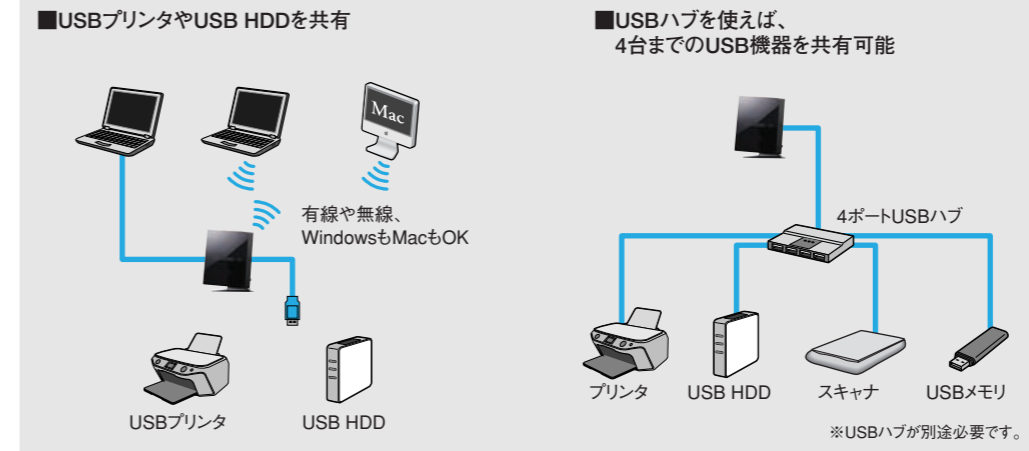 ■USBプリンタやUSB HDDを共有
Mac
有線や無線、
WindowsもMacもOK
USBプリンタ
USB HDD
■USBハブを使えば、
4台までのUSB機器を共有可能
4ポートUSBハブ
プリンタ
USB HDD
スキャナ
USBメモリ
※USBハブが別途必要です。